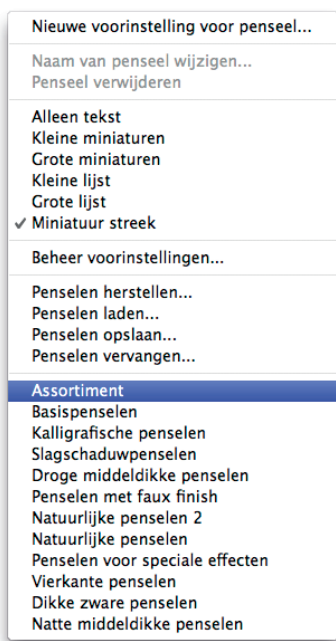 Nieuwe voorinstelling voor penseel...
Naam van penseel wijzigen...
Penseel verwijderen
Alleen tekst
Kleine miniaturen
Grote miniaturen
Kleine lijst
Grote lijst
✓ Miniatuur streek
Beheer voorinstellingen...
Penselen herstellen...
Penselen laden...
Penselen opslaan...
Penselen vervangen...
Assortiment
Basispenselen
Kalligrafische penselen
Slagschaduwpenselen
Droge middeldikke penselen
Penselen met faux finish
Natuurlijke penselen 2
Natuurlijke penselen
Penselen voor speciale effecten
Vierkante penselen
Dikke zware penselen
Natte middeldikke penselen